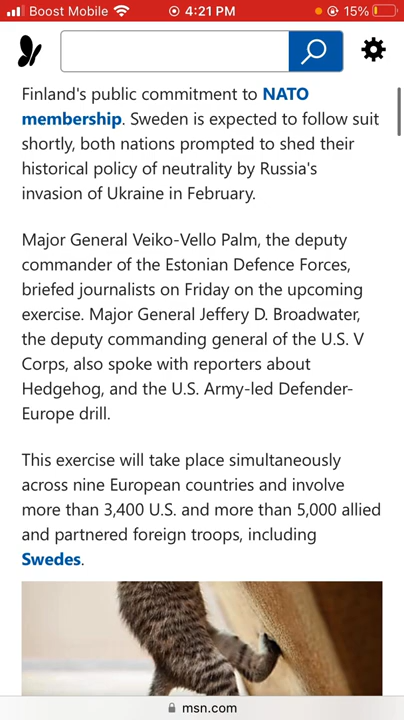 Boost Mobile 4:21 PM 15%
Finland's public commitment to NATO
membership. Sweden is expected to follow suit
shortly, both nations prompted to shed their
historical policy of neutrality by Russia's
invasion of Ukraine in February.
Major General Veiko-Vello Palm, the deputy
commander of the Estonian Defence Forces,
briefed journalists on Friday on the upcoming
exercise. Major General Jeffery D. Broadwater,
the deputy commanding general of the U.S. V
Corps, also spoke with reporters about
Hedgehog, and the U.S. Army-led Defender-
Europe drill.
This exercise will take place simultaneously
across nine European countries and involve
more than 3,400 U.S. and more than 5,000 allied
and partnered foreign troops, including
Swedes.
msn.com